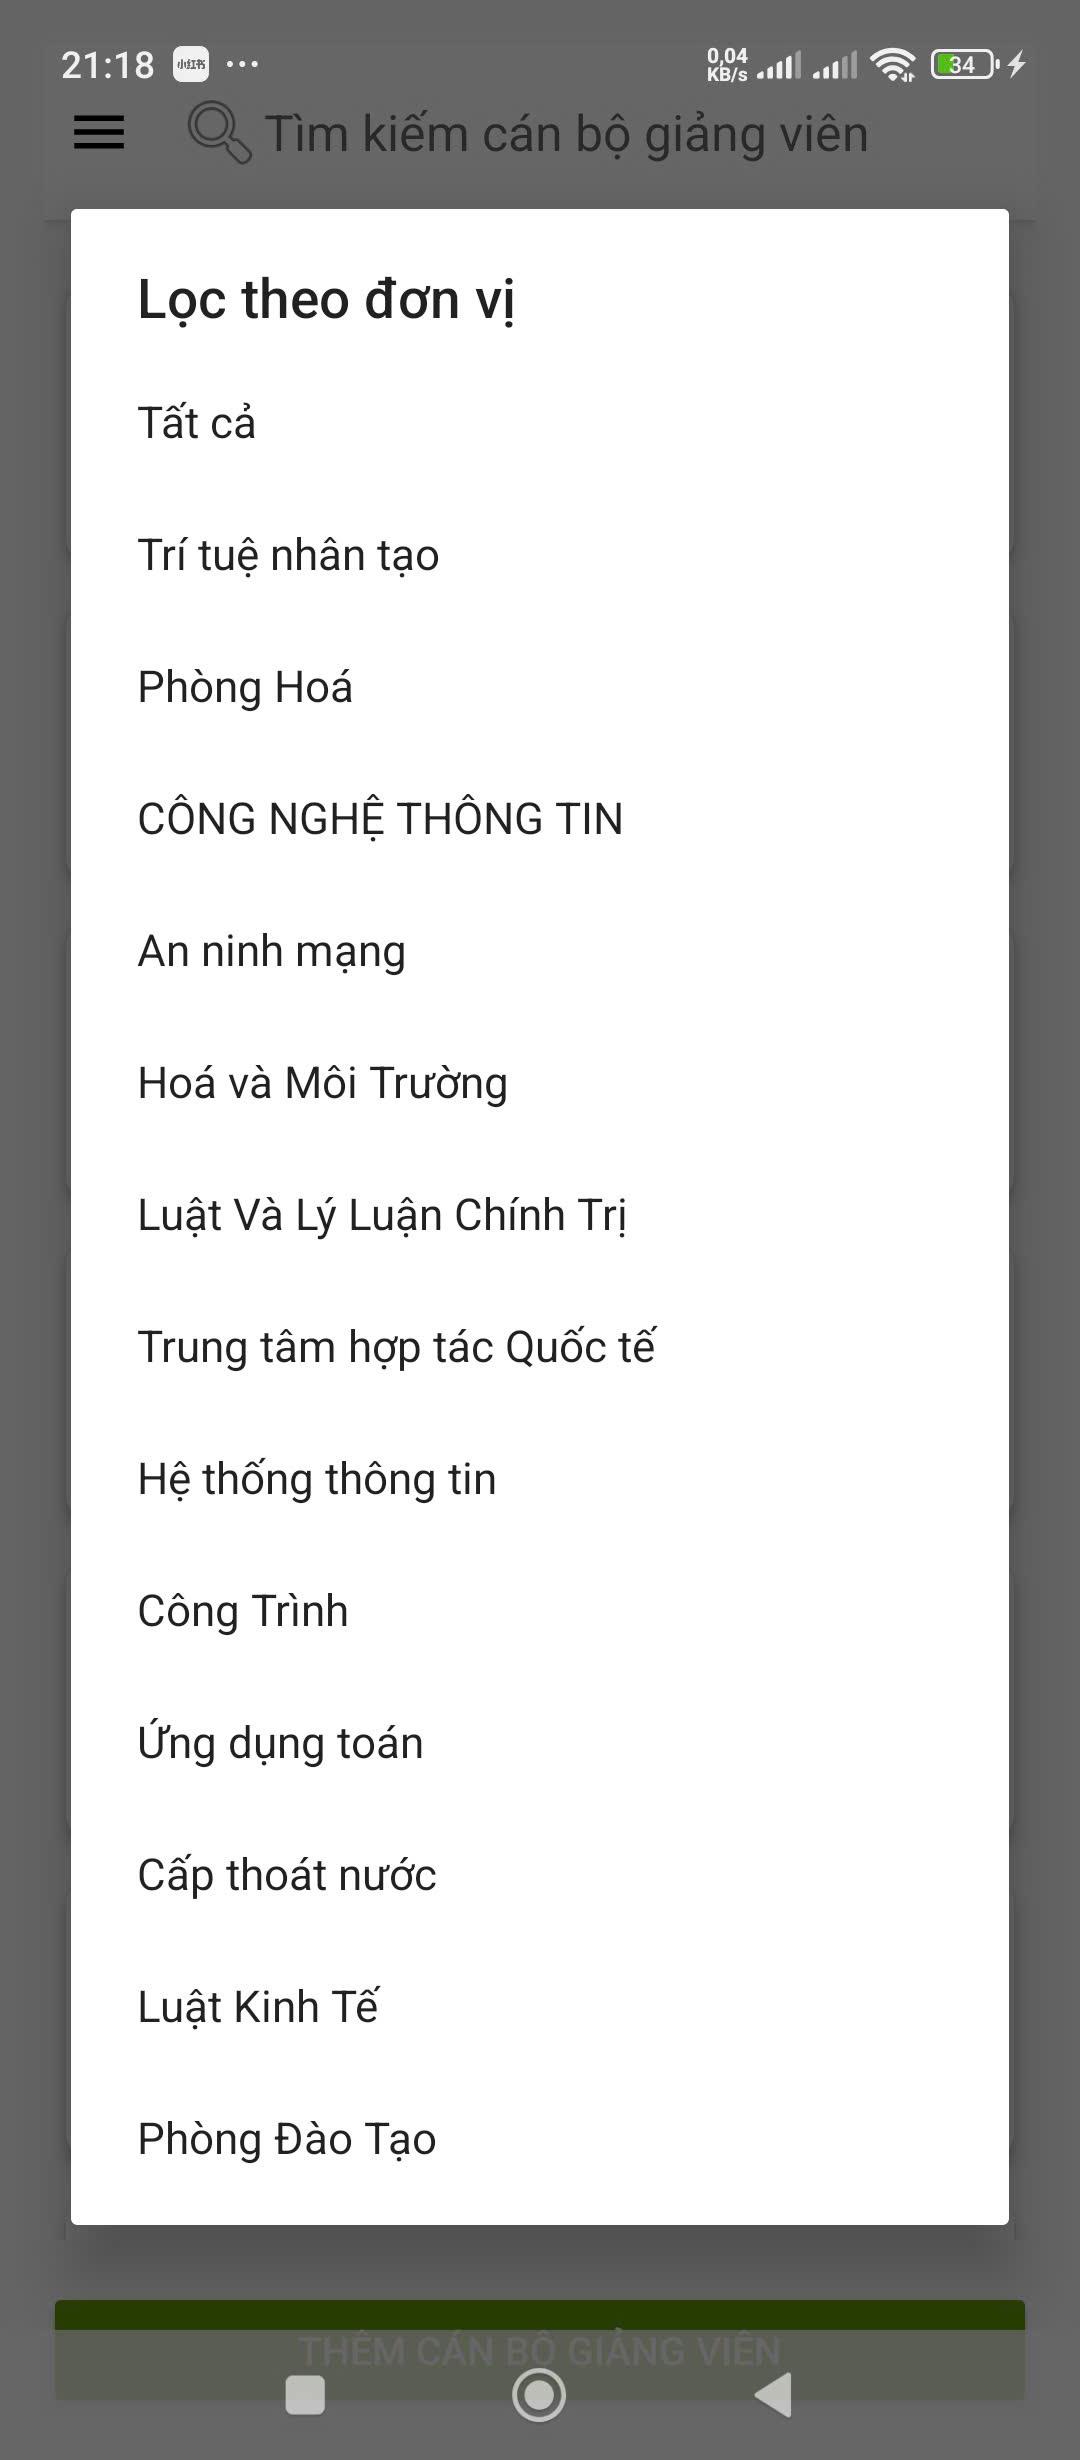 21:18 小红书 ... 0,04 34
KB/s
Tìm kiếm cán bộ giảng viên
Lọc theo đơn vị
Tất cả
Trí tuệ nhân tạo
Phòng Hoá
CÔNG NGHỆ THÔNG TIN
An ninh mạng
Hoá và Môi Trường
Luật Và Lý Luận Chính Trị
Trung tâm hợp tác Quốc tế
Hệ thống thông tin
Công Trình
Ứng dụng toán
Cấp thoát nước
Luật Kinh Tế
Phòng Đào Tạo
THÊM CÁN BỘ GIẢNG VIÊN